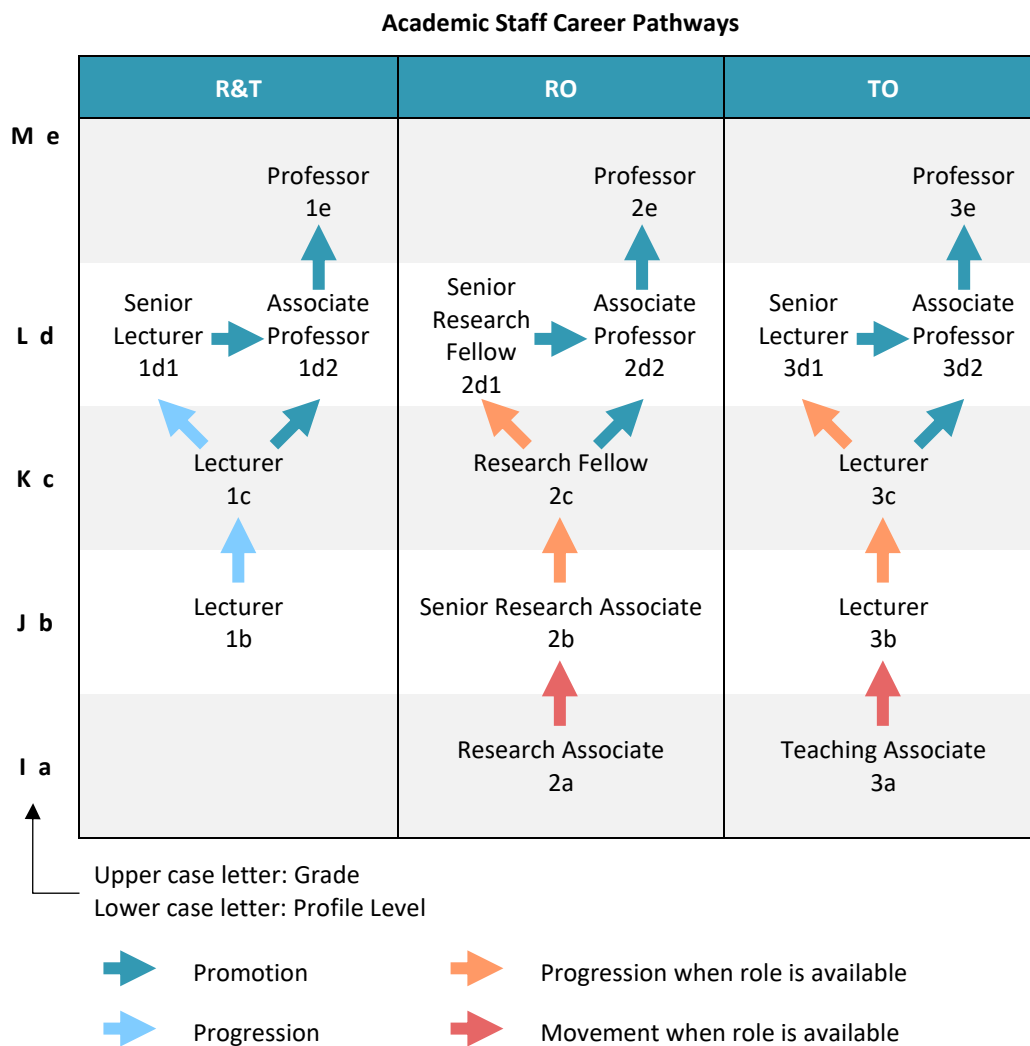 Academic Staff Career Pathways
R&T
RO
TO
M e
Professor
1e
Professor
2e
Professor
3e
L d
Senior
Lecturer
1d1
Associate
Professor
1d2
Senior
Research
Fellow
2d1
Associate
Professor
2d2
Senior
Lecturer
3d1
Associate
Professor
3d2
K c
Lecturer
1c
Research Fellow
2c
Lecturer
3c
J b
Lecturer
1b
Senior Research Associate
2b
Lecturer
3b
I a
Research Associate
2a
Teaching Associate
3a
Upper case letter: Grade
Lower case letter: Profile Level
Promotion
Progression when role is available
Progression
Movement when role is available